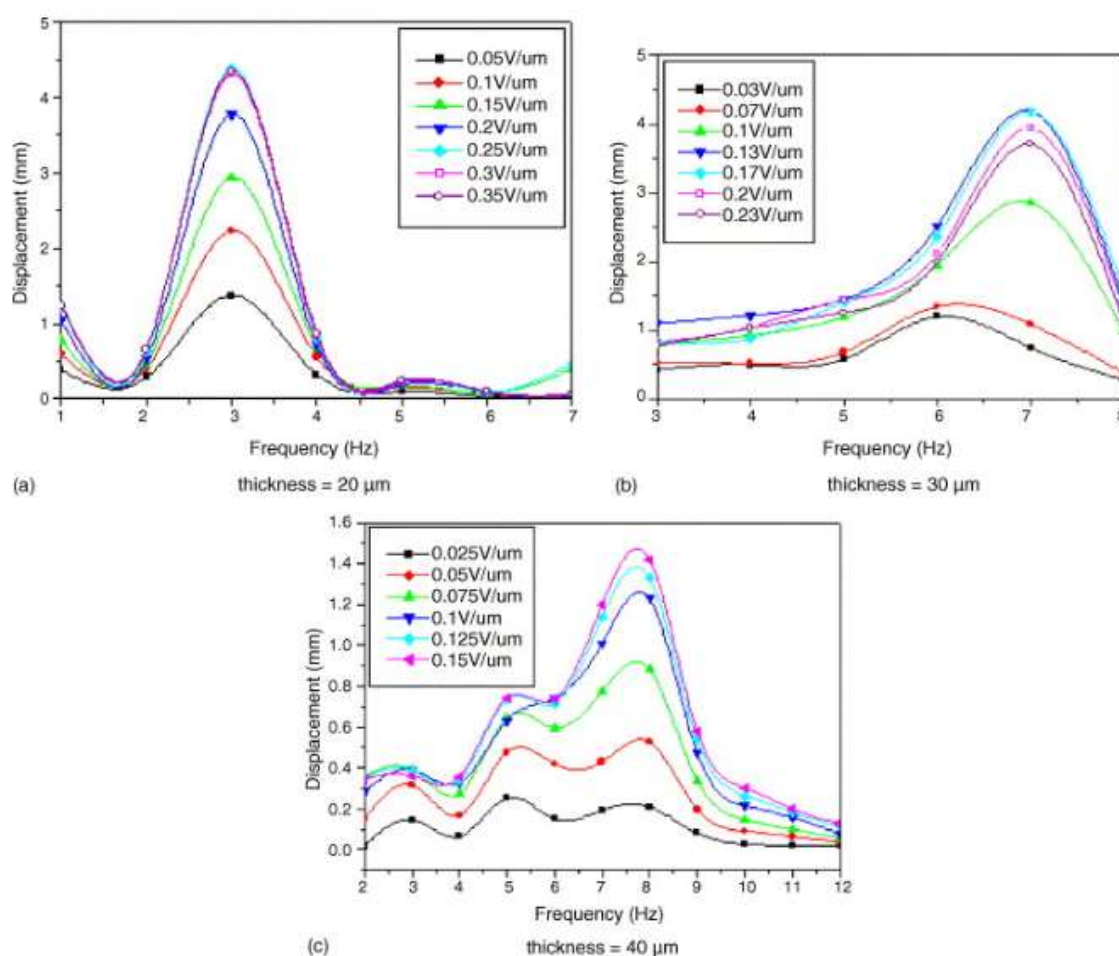 5
4
3
2
1
0
Displacement (mm)
0.05V/um
0.1V/um
0.15V/um
0.2V/um
0.25V/um
0.3V/um
0.35V/um
1 2 3 4 5 6 7
Frequency (Hz)
(a) thickness = 20 μm
5
4
3
2
1
0
Displacement (mm)
0.03V/um
0.07V/um
0.1V/um
0.13V/um
0.17V/um
0.2V/um
0.23V/um
3 4 5 6 7 8
Frequency (Hz)
(b) thickness = 30 μm
1.6
1.4
1.2
1.0
0.8
0.6
0.4
0.2
0.0
Displacement (mm)
0.025V/um
0.05V/um
0.075V/um
0.1V/um
0.125V/um
0.15V/um
2 3 4 5 6 7 8 9 10 11 12
Frequency (Hz)
(c) thickness = 40 μm